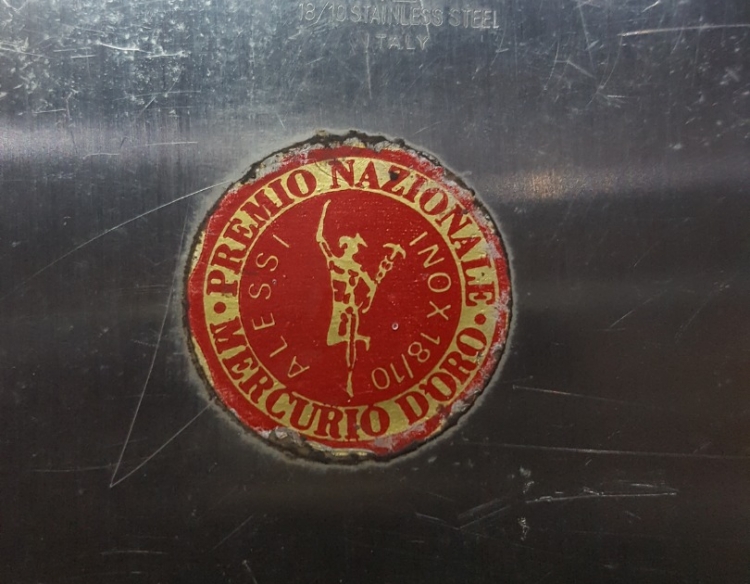 18/10 STAINLESS STEEL
ITALY
PREMIO NAZIONALE
MERCURIO D'ORO
ALESSI
INOX 18/10